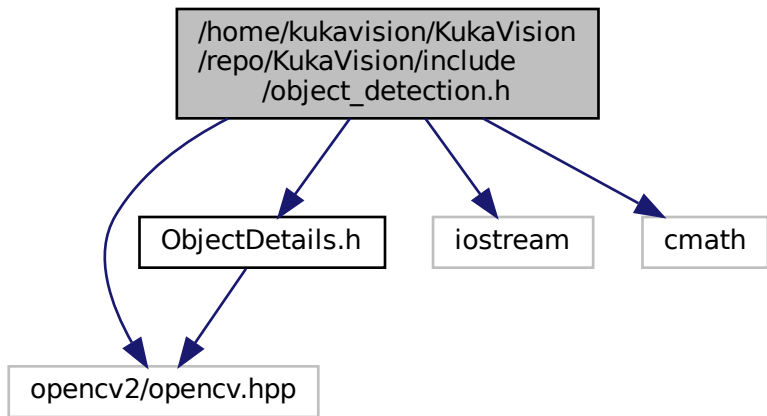 /home/kukavision/KukaVision
/repo/KukaVision/include
/object_detection.h
ObjectDetails.h
iostream
cmath
opencv2/opencv.hpp